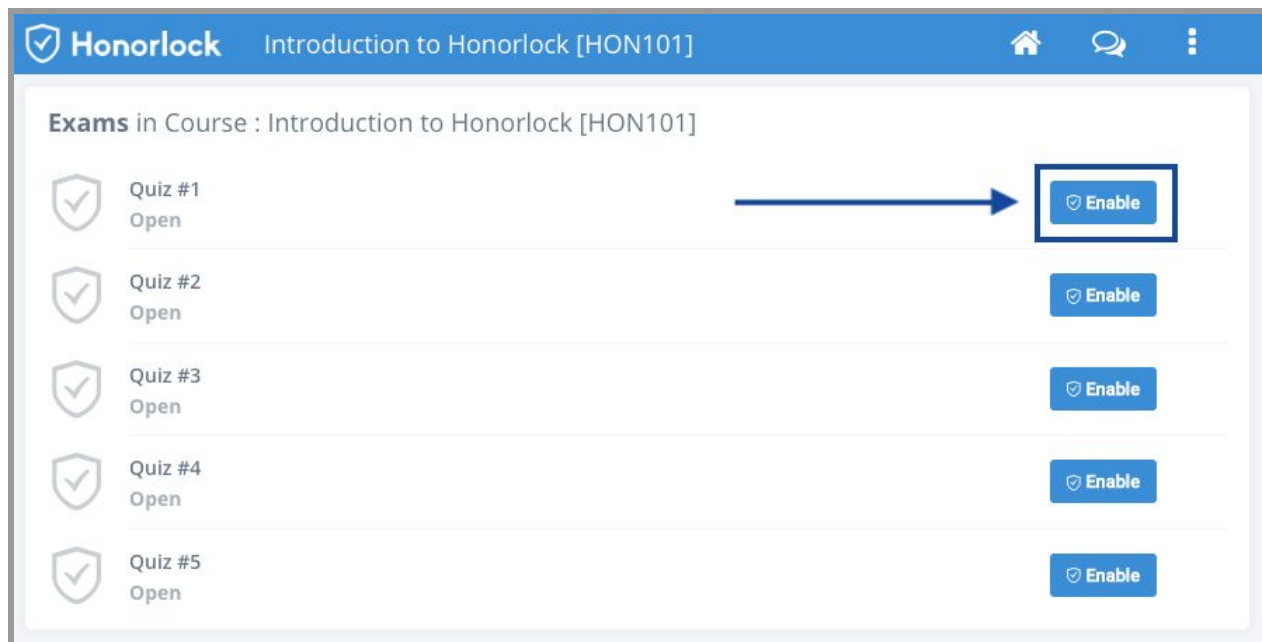 Honorlock Introduction to Honorlock [HON101]
Exams in Course : Introduction to Honorlock [HON101]
Quiz #1
Open
Enable
Quiz #2
Open
Enable
Quiz #3
Open
Enable
Quiz #4
Open
Enable
Quiz #5
Open
Enable